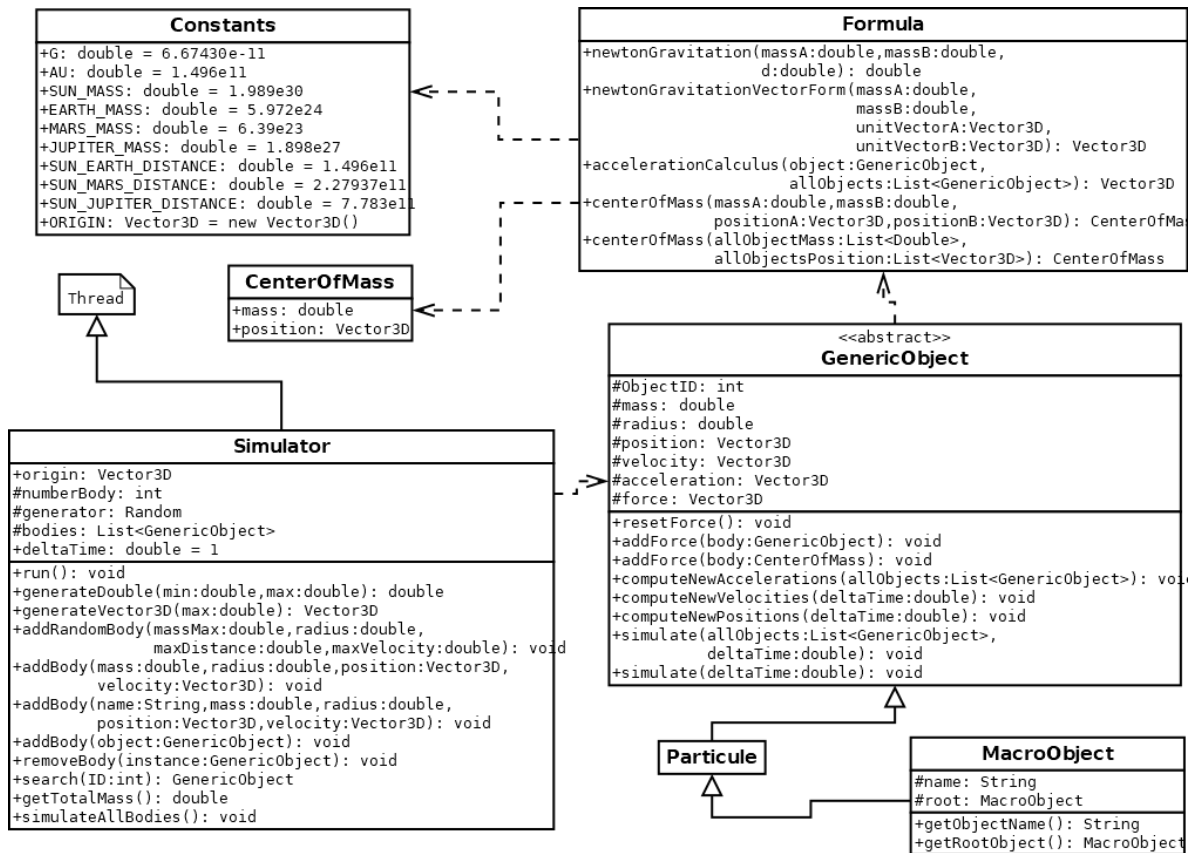 Constants
+G: double = 6.67430e-11
+AU: double = 1.496e11
+SUN_MASS: double = 1.989e30
+EARTH_MASS: double = 5.972e24
+MARS_MASS: double = 6.39e23
+JUPITER_MASS: double = 1.898e27
+SUN_EARTH_DISTANCE: double = 1.496e11
+SUN_MARS_DISTANCE: double = 2.27937e11
+SUN_JUPITER_DISTANCE: double = 7.783e11
+ORIGIN: Vector3D = new Vector3D()
Formula
+newtonGravitation(massA:double,massB:double,
d:double): double
+newtonGravitationVectorForm(massA:double,
massB:double,
unitVectorA:Vector3D,
unitVectorB:Vector3D): Vector3D
+accelerationCalculus(object:GenericObject,
allObjects:List<GenericObject>): Vector3D
+centerOfMass(massA:double,massB:double,
positionA:Vector3D,positionB:Vector3D): CenterOfMas
+centerOfMass(allObjectMass:List<Double>,
allObjectsPosition:List<Vector3D>): CenterOfMass
Thread
CenterOfMass
+mass: double
+position: Vector3D
<<abstract>>
GenericObject
#ObjectID: int
#mass: double
#radius: double
#position: Vector3D
#velocity: Vector3D
#acceleration: Vector3D
#force: Vector3D
+resetForce(): void
+addForce(body:GenericObject): void
+addForce(body:CenterOfMass): void
+computeNewAccelerations(allObjects:List<GenericObject>): void
+computeNewVelocities(deltaTime:double): void
+computeNewPositions(deltaTime:double): void
+simulate(allObjects:List<GenericObject>,
deltaTime:double): void
+simulate(deltaTime:double): void
Simulator
+origin: Vector3D
#numberBody: int
#generator: Random
#bodies: List<GenericObject>
+deltaTime: double = 1
+run(): void
+generateDouble(min:double,max:double): double
+generateVector3D(max:double): Vector3D
+addRandomBody(massMax:double,radius:double,
maxDistance:double,maxVelocity:double): void
+addBody(mass:double,radius:double,position:Vector3D,
velocity:Vector3D): void
+addBody(name:String,mass:double,radius:double,
position:Vector3D,velocity:Vector3D): void
+addBody(object:GenericObject): void
+removeBody(instance:GenericObject): void
+search(ID:int): GenericObject
+getTotalMass(): double
+simulateAllBodies(): void
Particule
MacroObject
#name: String
#root: MacroObject
+getObjectName(): String
+getRootObject(): MacroObject